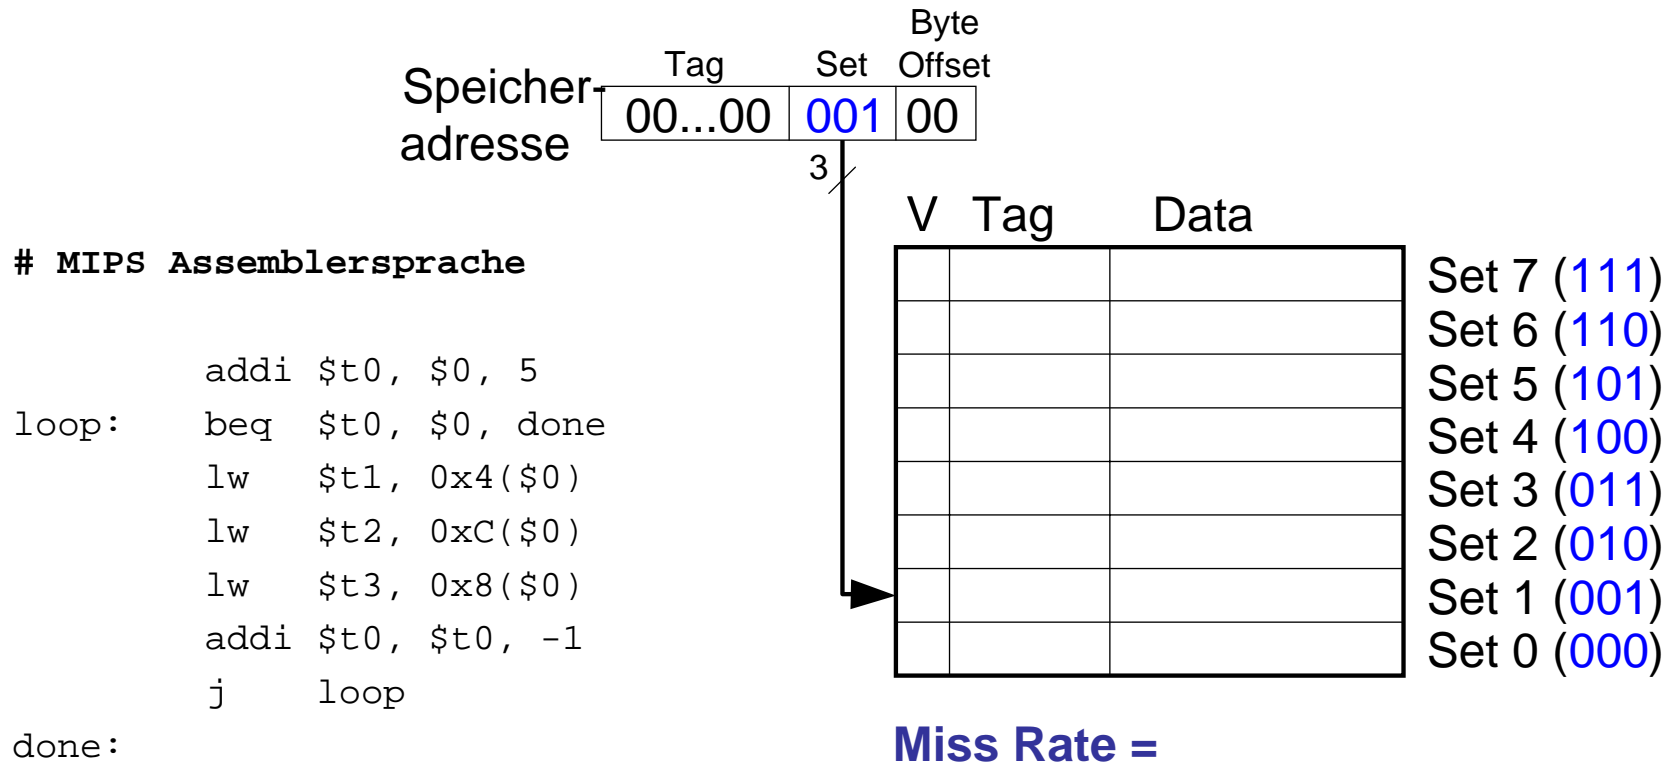 Byte
Tag Set Offset
Speicher-
adresse
00...00 001 00
3
V Tag Data
# MIPS Assemblersprache
addi $t0, $0, 5
loop: beq $t0, $0, done
lw $t1, 0x4($0)
lw $t2, 0xC($0)
lw $t3, 0x8($0)
addi $t0, $t0, -1
j loop
done:
Set 7 (111)
Set 6 (110)
Set 5 (101)
Set 4 (100)
Set 3 (011)
Set 2 (010)
Set 1 (001)
Set 0 (000)
Miss Rate =